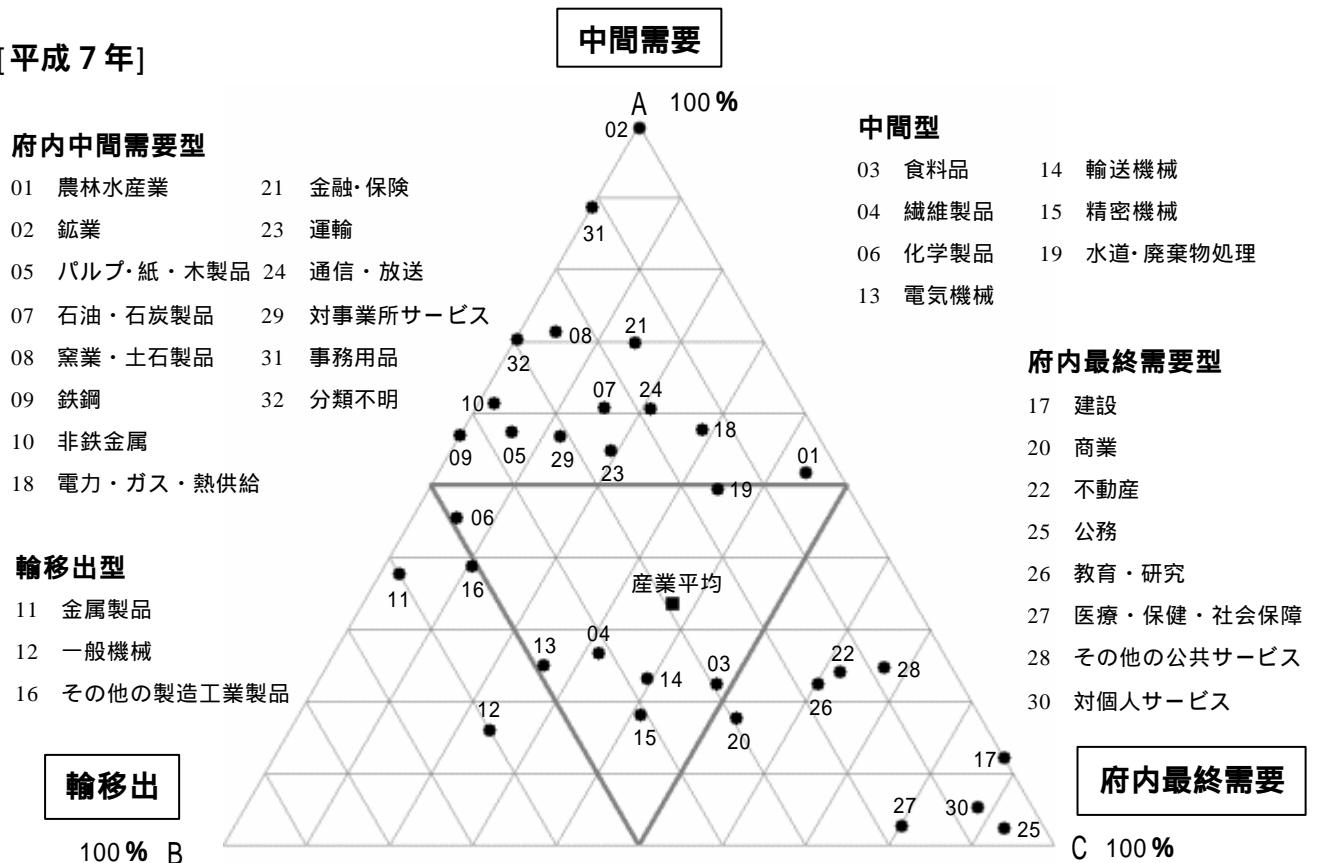 [平成７年]
中間需要
A 100％
府内中間需要型
01 農林水産業 21 金融・保険
02 鉱業 23 運輸
05 パルプ・紙・木製品 24 通信・放送
07 石油・石炭製品 29 対事業所サービス
08 窯業・土石製品 31 事務用品
09 鉄鋼 32 分類不明
10 非鉄金属
18 電力・ガス・熱供給
輸移出型
11 金属製品
12 一般機械
16 その他の製造工業製品
中間型
03 食料品 14 輸送機械
04 繊維製品 15 精密機械
06 化学製品 19 水道・廃棄物処理
13 電気機械
府内最終需要型
17 建設
20 商業
22 不動産
25 公務
26 教育・研究
27 医療・保健・社会保障
28 その他の公共サービス
30 対個人サービス
02
31
08
21
32
07
24
10
18
09
05
29
23
01
19
06
16
11
産業平均
13
04
14
03
22
28
26
12
15
20
17
27
30
25
輸移出
100％ B
府内最終需要
C 100％